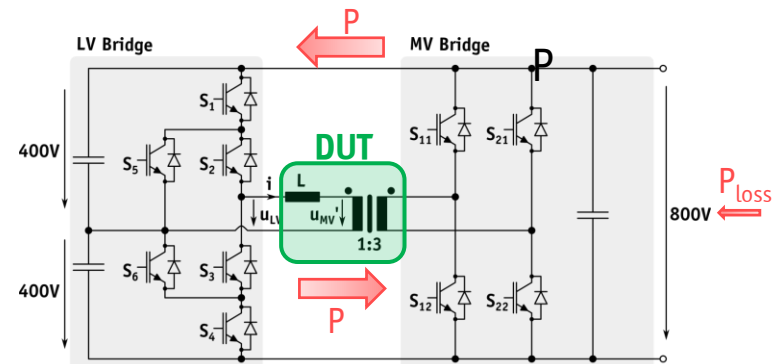 P
LV Bridge
MV Bridge
P
S1
400V
S5
S2
S11
S21
DUT
i
L
uLV
uMV'
1:3
Ploss
800V
S6
S3
400V
P
S12
S22
S4